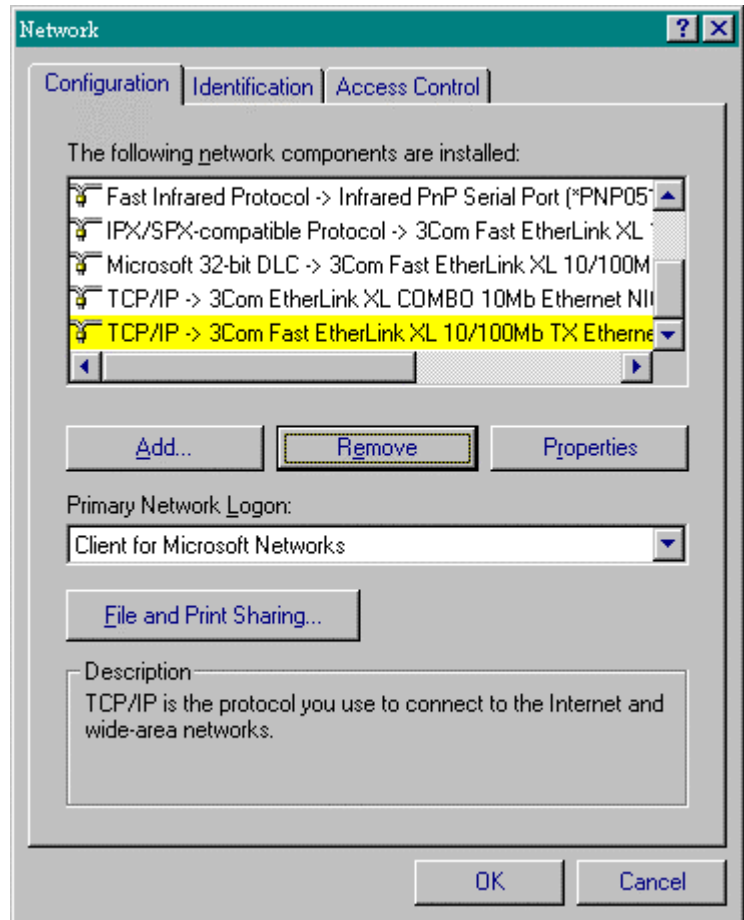 Network
Configuration Identification Access Control
The following network components are installed:
Fast Infrared Protocol -> Infrared PnP Serial Port (*PNP05
IPX/SPX-compatible Protocol -> 3Com Fast EtherLink XL
Microsoft 32-bit DLC -> 3Com Fast EtherLink XL 10/100M
TCP/IP -> 3Com EtherLink XL COMBO 10Mb Ethernet NI
TCP/IP -> 3Com Fast EtherLink XL 10/100Mb TX Etherne
Add... Remove Properties
Primary Network Logon:
Client for Microsoft Networks
File and Print Sharing...
Description
TCP/IP is the protocol you use to connect to the Internet and
wide-area networks.
OK Cancel